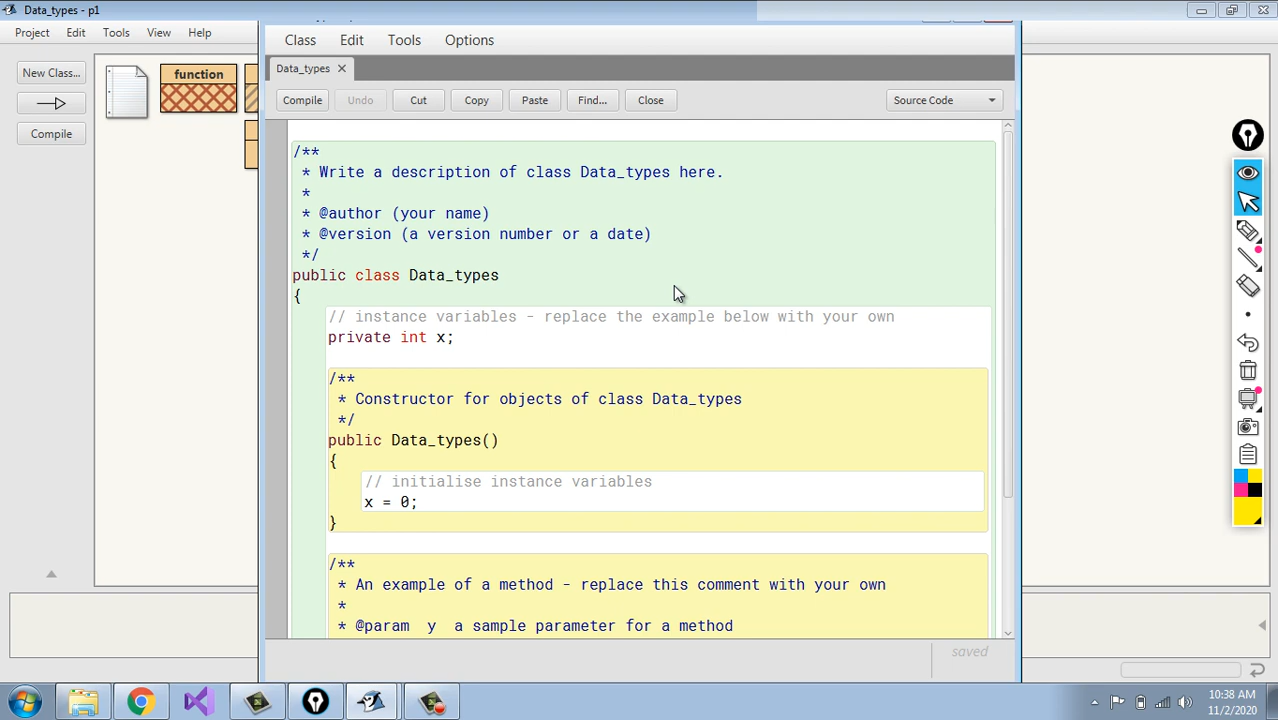 Data_types - p1
Project Edit Tools View Help
New Class...
Compile
function
Class Edit Tools Options
Data_types
Compile Undo Cut Copy Paste Find... Close
Source Code
/**
* Write a description of class Data_types here.
*
* @author (your name)
* @version (a version number or a date)
*/
public class Data_types
{
// instance variables - replace the example below with your own
private int x;
/**
* Constructor for objects of class Data_types
*/
public Data_types()
{
// initialise instance variables
x = 0;
}
/**
* An example of a method - replace this comment with your own
*
* @param y a sample parameter for a method
saved
10:38 AM
11/2/2020